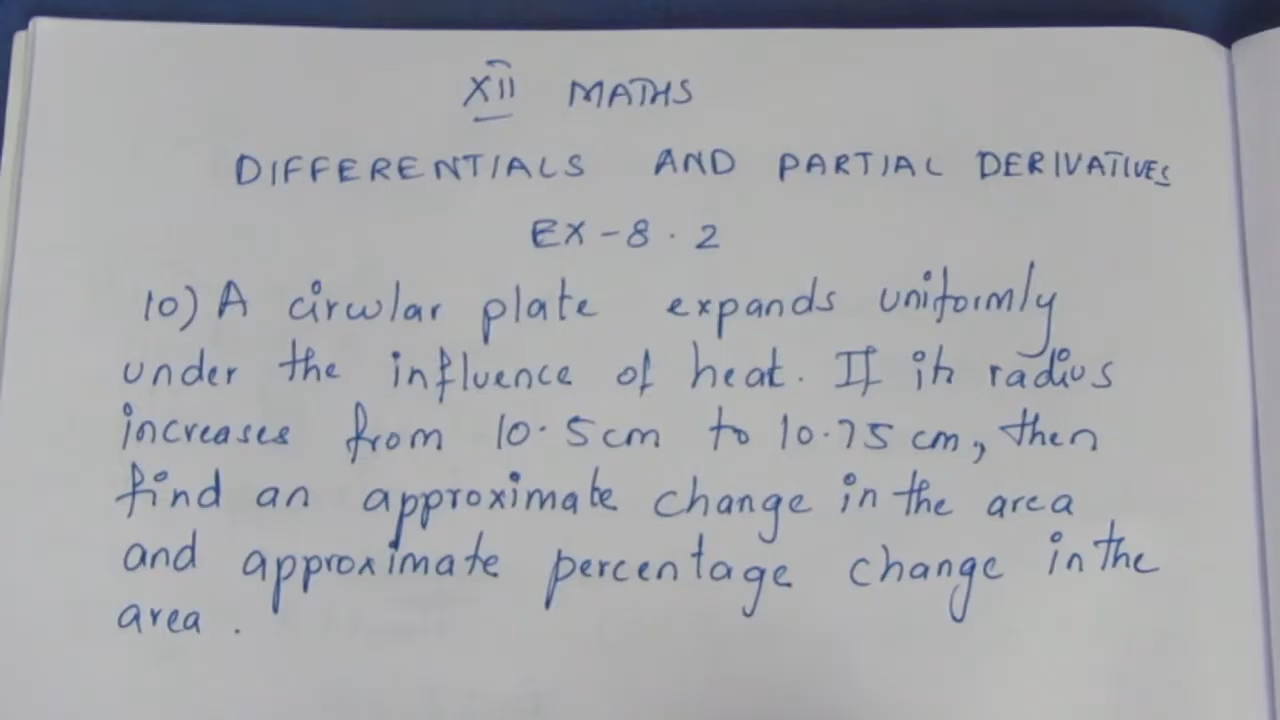 XII MATHS
DIFFERENTIALS AND PARTIAL DERIVATIVES
EX-8.2
10) A circular plate expands uniformly
under the influence of heat. If its radius
increases from 10.5cm to 10.75 cm, then
find an approximate change in the area
and approximate percentage change in the
area.